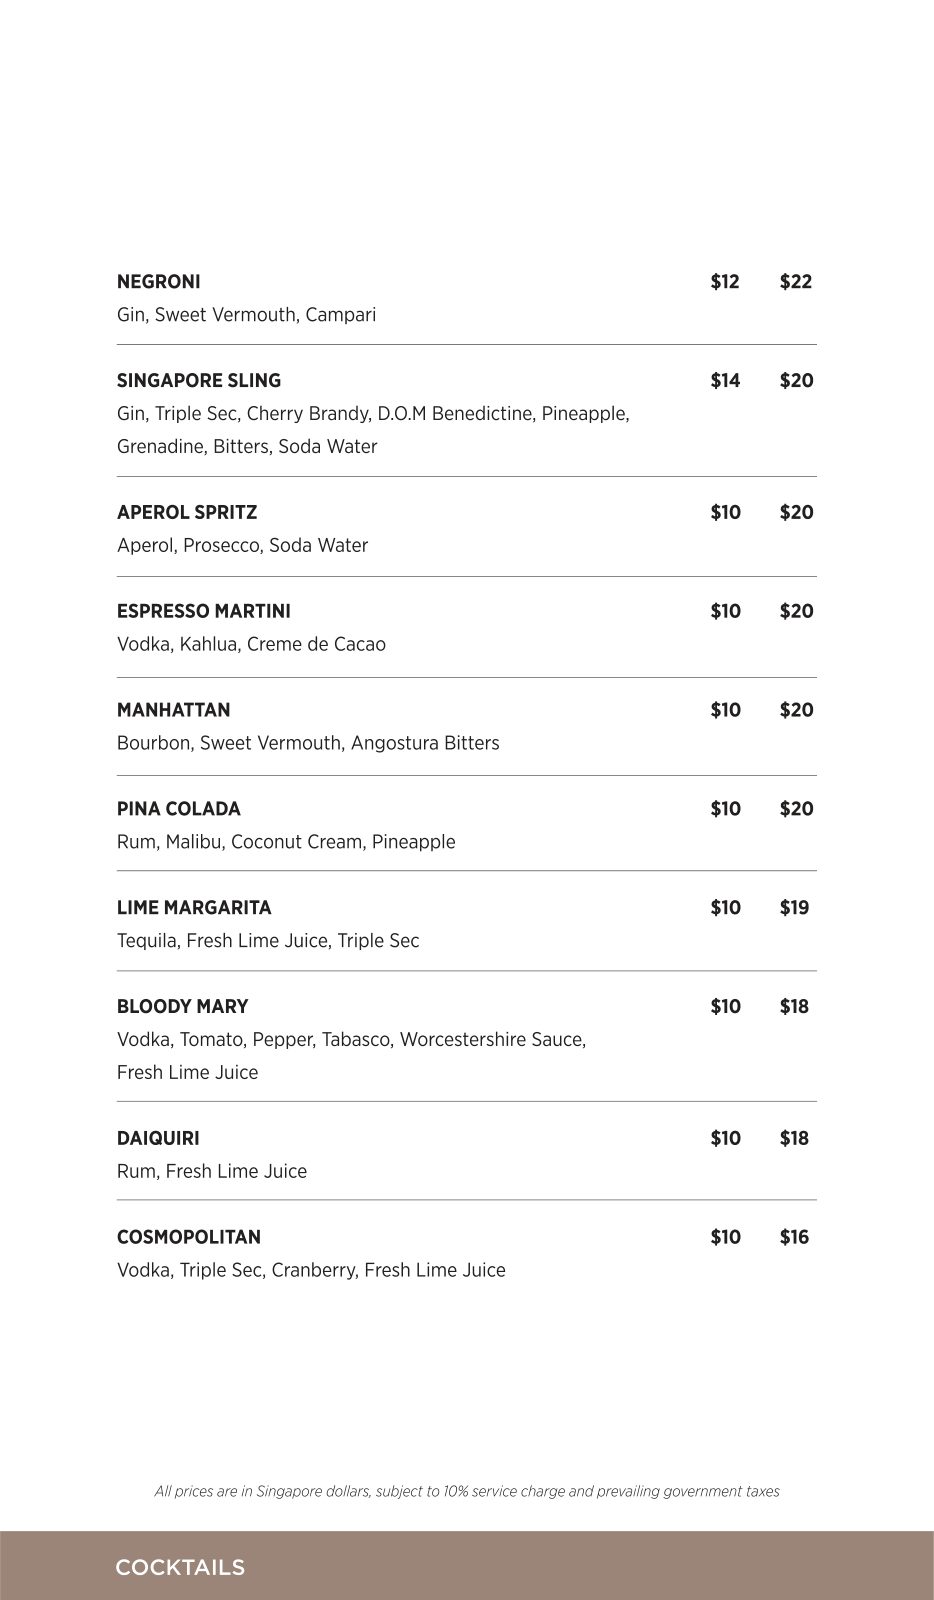 NEGRONI $12 $22
Gin, Sweet Vermouth, Campari
SINGAPORE SLING $14 $20
Gin, Triple Sec, Cherry Brandy, D.O.M Benedictine, Pineapple,
Grenadine, Bitters, Soda Water
APEROL SPRITZ $10 $20
Aperol, Prosecco, Soda Water
ESPRESSO MARTINI $10 $20
Vodka, Kahlua, Creme de Cacao
MANHATTAN $10 $20
Bourbon, Sweet Vermouth, Angostura Bitters
PINA COLADA $10 $20
Rum, Malibu, Coconut Cream, Pineapple
LIME MARGARITA $10 $19
Tequila, Fresh Lime Juice, Triple Sec
BLOODY MARY $10 $18
Vodka, Tomato, Pepper, Tabasco, Worcestershire Sauce,
Fresh Lime Juice
DAIQUIRI $10 $18
Rum, Fresh Lime Juice
COSMOPOLITAN $10 $16
Vodka, Triple Sec, Cranberry, Fresh Lime Juice
All prices are in Singapore dollars, subject to 10% service charge and prevailing government taxes
COCKTAILS